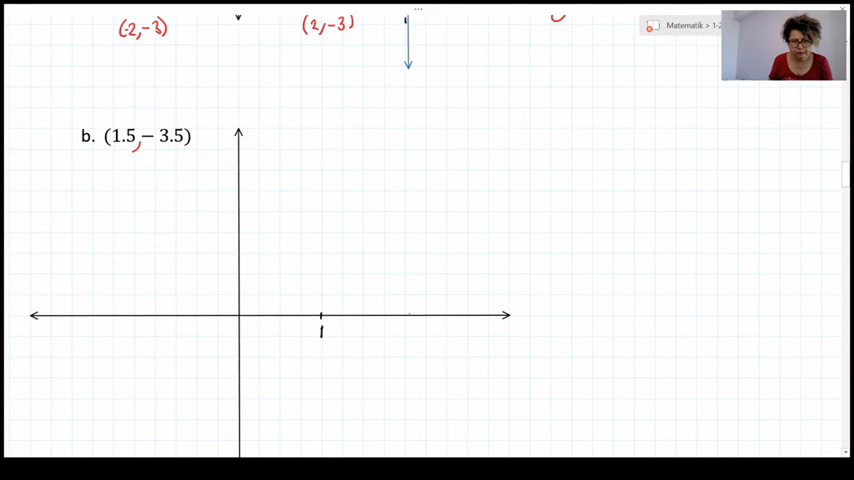 (-2,-3) (2,-3)
Matematik > 1-2
b. (1.5,− 3.5)
1